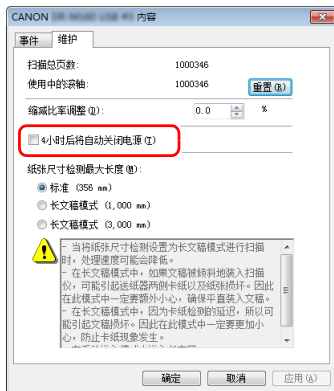 CANON DR-M160 USB #3 内容
事件 维护
扫描总页数: 1000346
使用中的滚轴: 1000346 重置(R)
缩减比率调整(D): 0.0 %
4小时后将自动关闭电源(T)
纸张尺寸检测最大长度(M):
标准 (356 mm)
长文稿模式 (1,000 mm)
长文稿模式 (3,000 mm)
- 当将纸张尺寸检测设置为长文稿模式进行扫描
时，处理速度可能会降低。
- 在长文稿模式中，如果文稿被倾斜地装入扫描
仪，可能引起送纸器两侧卡纸以及纸张损坏。因此
在此模式中一定要额外小心，确保平直装入文稿。
- 在长文稿模式中，因为卡纸检测的延迟，所以可
能引起文稿损坏。因此在此模式中一定要更加小
心，防止卡纸现象发生。
确定 取消 应用(A)